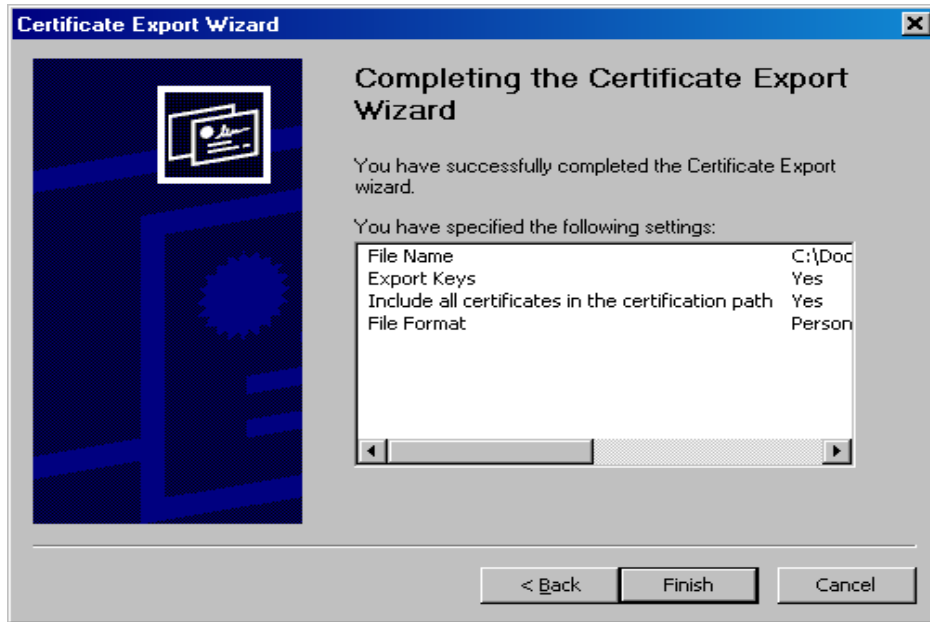 Certificate Export Wizard
Completing the Certificate Export
Wizard
You have successfully completed the Certificate Export
wizard.
You have specified the following settings:
File Name C:\Doc
Export Keys Yes
Include all certificates in the certification path Yes
File Format Person
< Back Finish Cancel